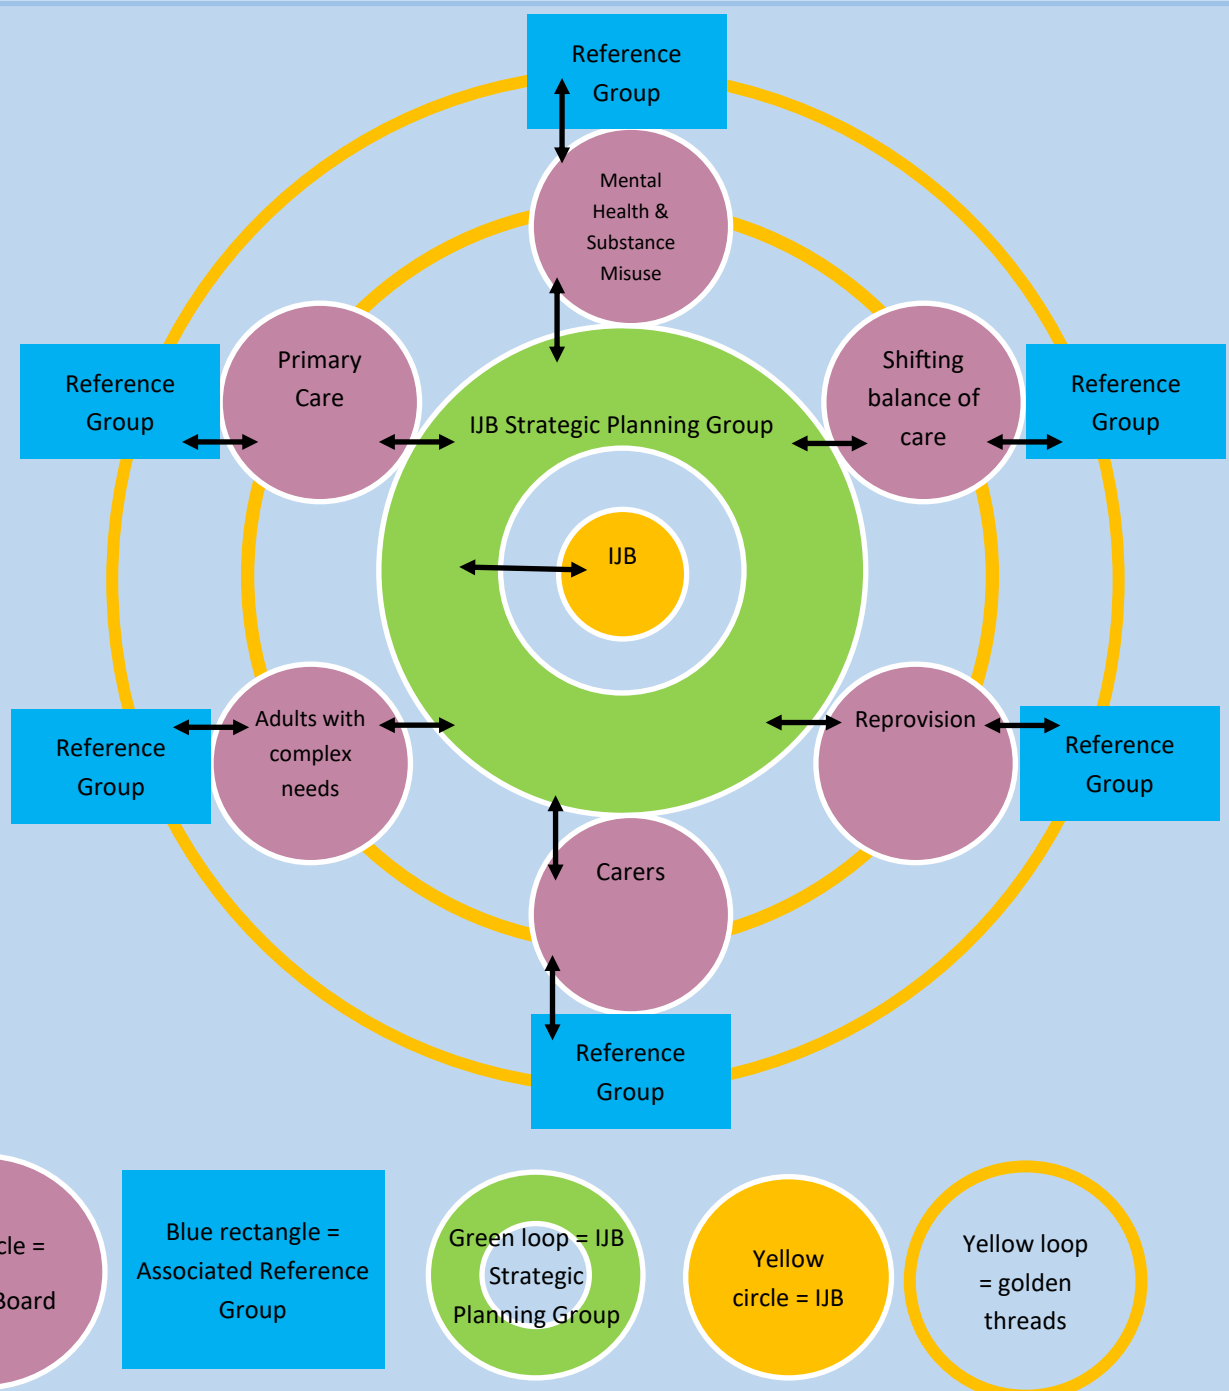 Reference
Group
Mental
Health &
Substance
Misuse
Primary
Care
Shifting
balance of
care
Reference
Group
Reference
Group
IJB Strategic Planning Group
IJB
Adults with
complex
needs
Reprovision
Reference
Group
Reference
Group
Carers
Reference
Group
cle =
Board
Blue rectangle =
Associated Reference
Group
Green loop = IJB
Strategic
Planning Group
Yellow
circle = IJB
Yellow loop
= golden
threads